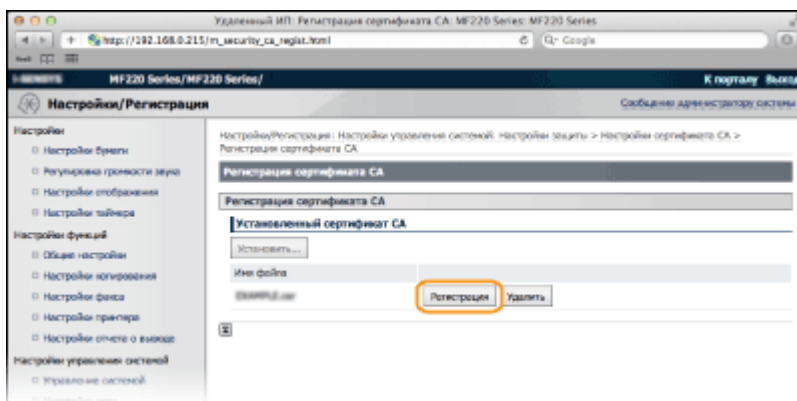 Удаленный ИП: Регистрация сертификата CA: MF220 Series: MF220 Series
http://192.168.0.215/m_security_ca_regist.html
Q- Google
MF220 Series/MF220 Series/
К порталу
Настройки/Регистрация
Сообщение администратору системы
Настройки
Настройки бумаги
Регулировка громкости звука
Настройки отображения
Настройки таймера
Настройки функций
Общие настройки
Настройки копирования
Настройки факса
Настройки принтера
Настройки отчета о выводе
Настройки управления системой
Управление системой
Настройки/Регистрация: Настройки управления системой: Настройки защиты > Настройки сертификата CA >
Регистрация сертификата CA
Регистрация сертификата CA
Регистрация сертификата CA
Установленный сертификат CA
Установить...
Имя файла
EXAMPLE.cer
Регистрация
Удалить